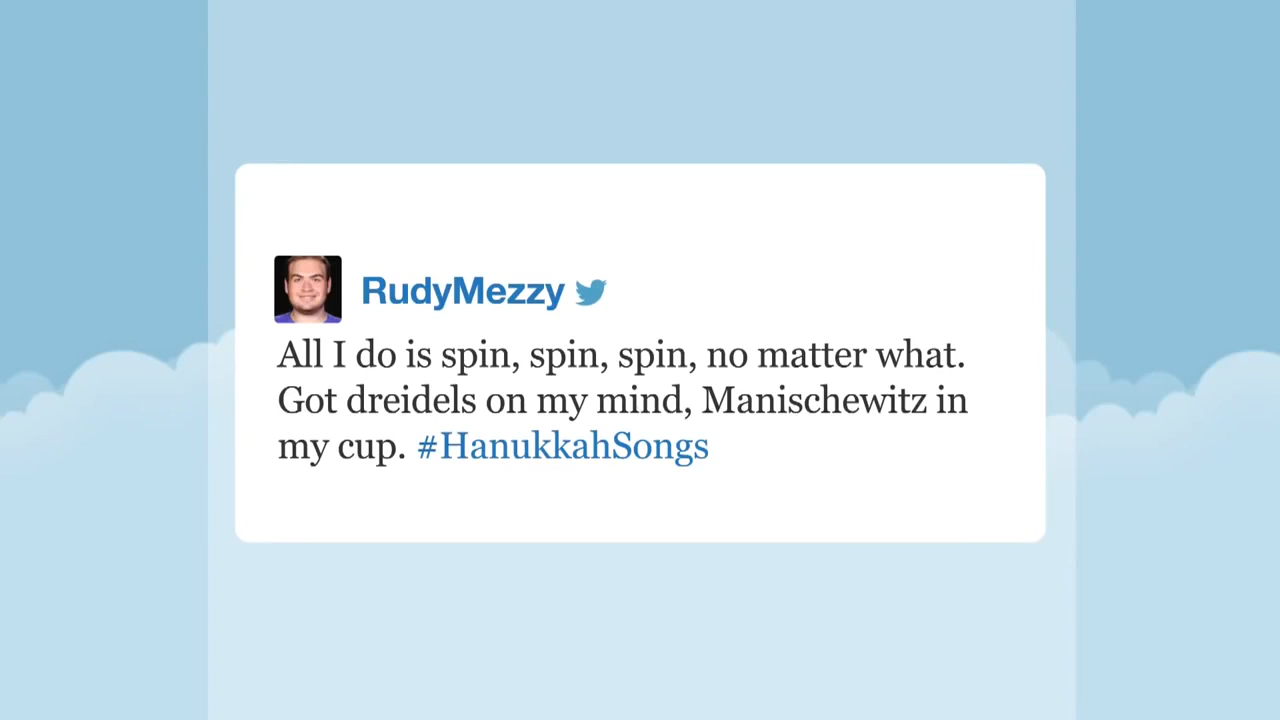 RudyMezzy
All I do is spin, spin, spin, no matter what.
Got dreidels on my mind, Manischewitz in
my cup. #HanukkahSongs